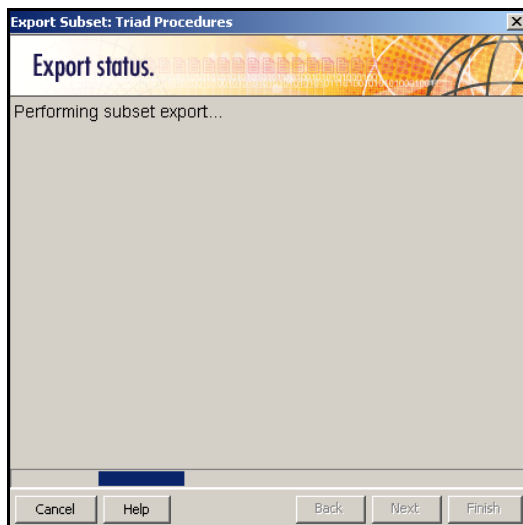 Export Subset: Triad Procedures
Export status.
Performing subset export...
Cancel Help Back Next Finish